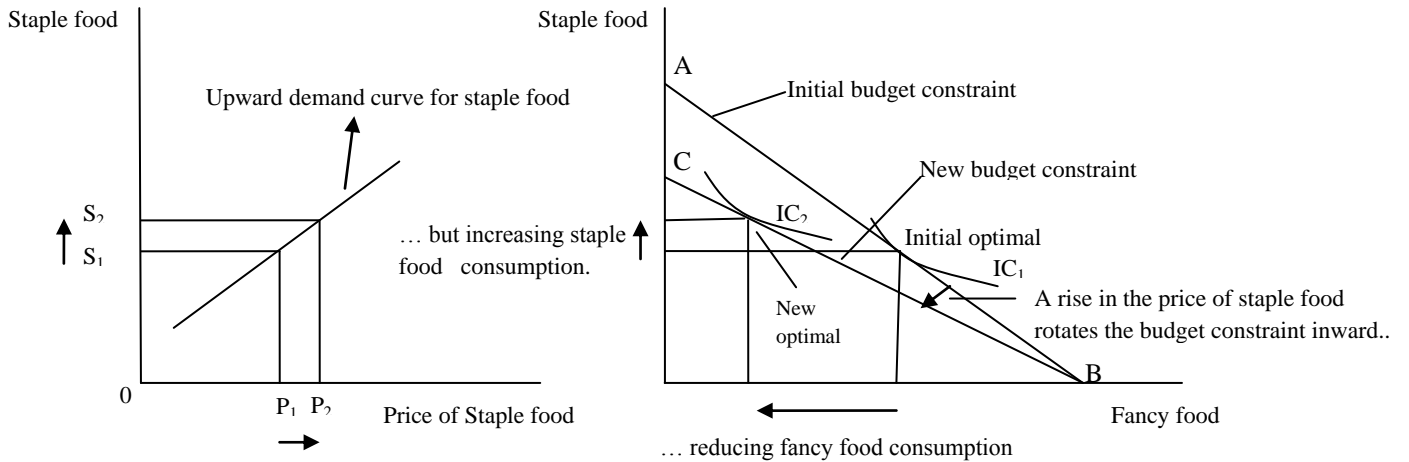 Staple food
Upward demand curve for staple food
S₂
S₁
0
P₁ P₂
Price of Staple food
Staple food
A
Initial budget constraint
C
New budget constraint
IC₂
… but increasing staple
food consumption.
Initial optimal
IC₁
New
optimal
A rise in the price of staple food
rotates the budget constraint inward..
B
Fancy food
… reducing fancy food consumption